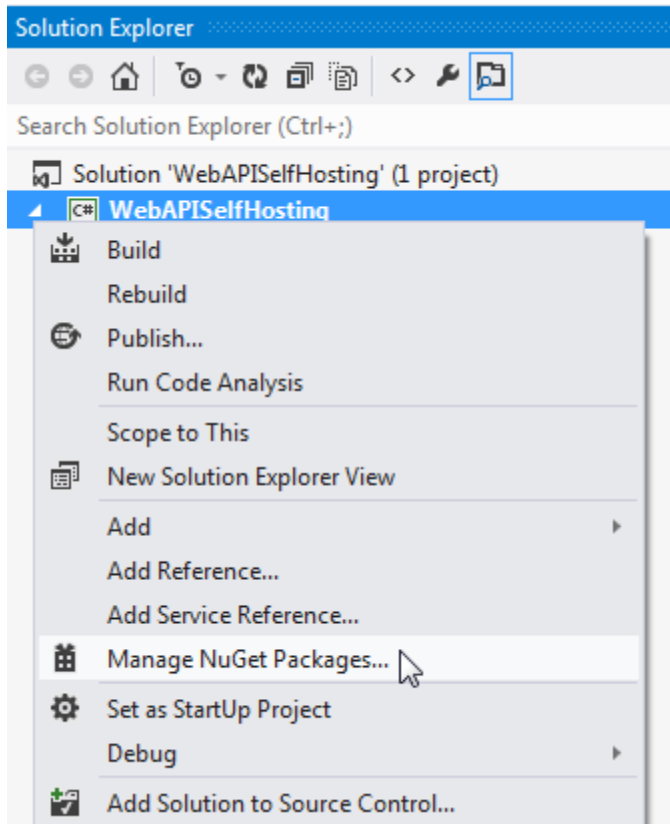 Solution Explorer
Search Solution Explorer (Ctrl+;)
Solution 'WebAPISelfHosting' (1 project)
C# WebAPISelfHosting
Build
Rebuild
Publish...
Run Code Analysis
Scope to This
New Solution Explorer View
Add
Add Reference...
Add Service Reference...
Manage NuGet Packages...
Set as StartUp Project
Debug
Add Solution to Source Control...